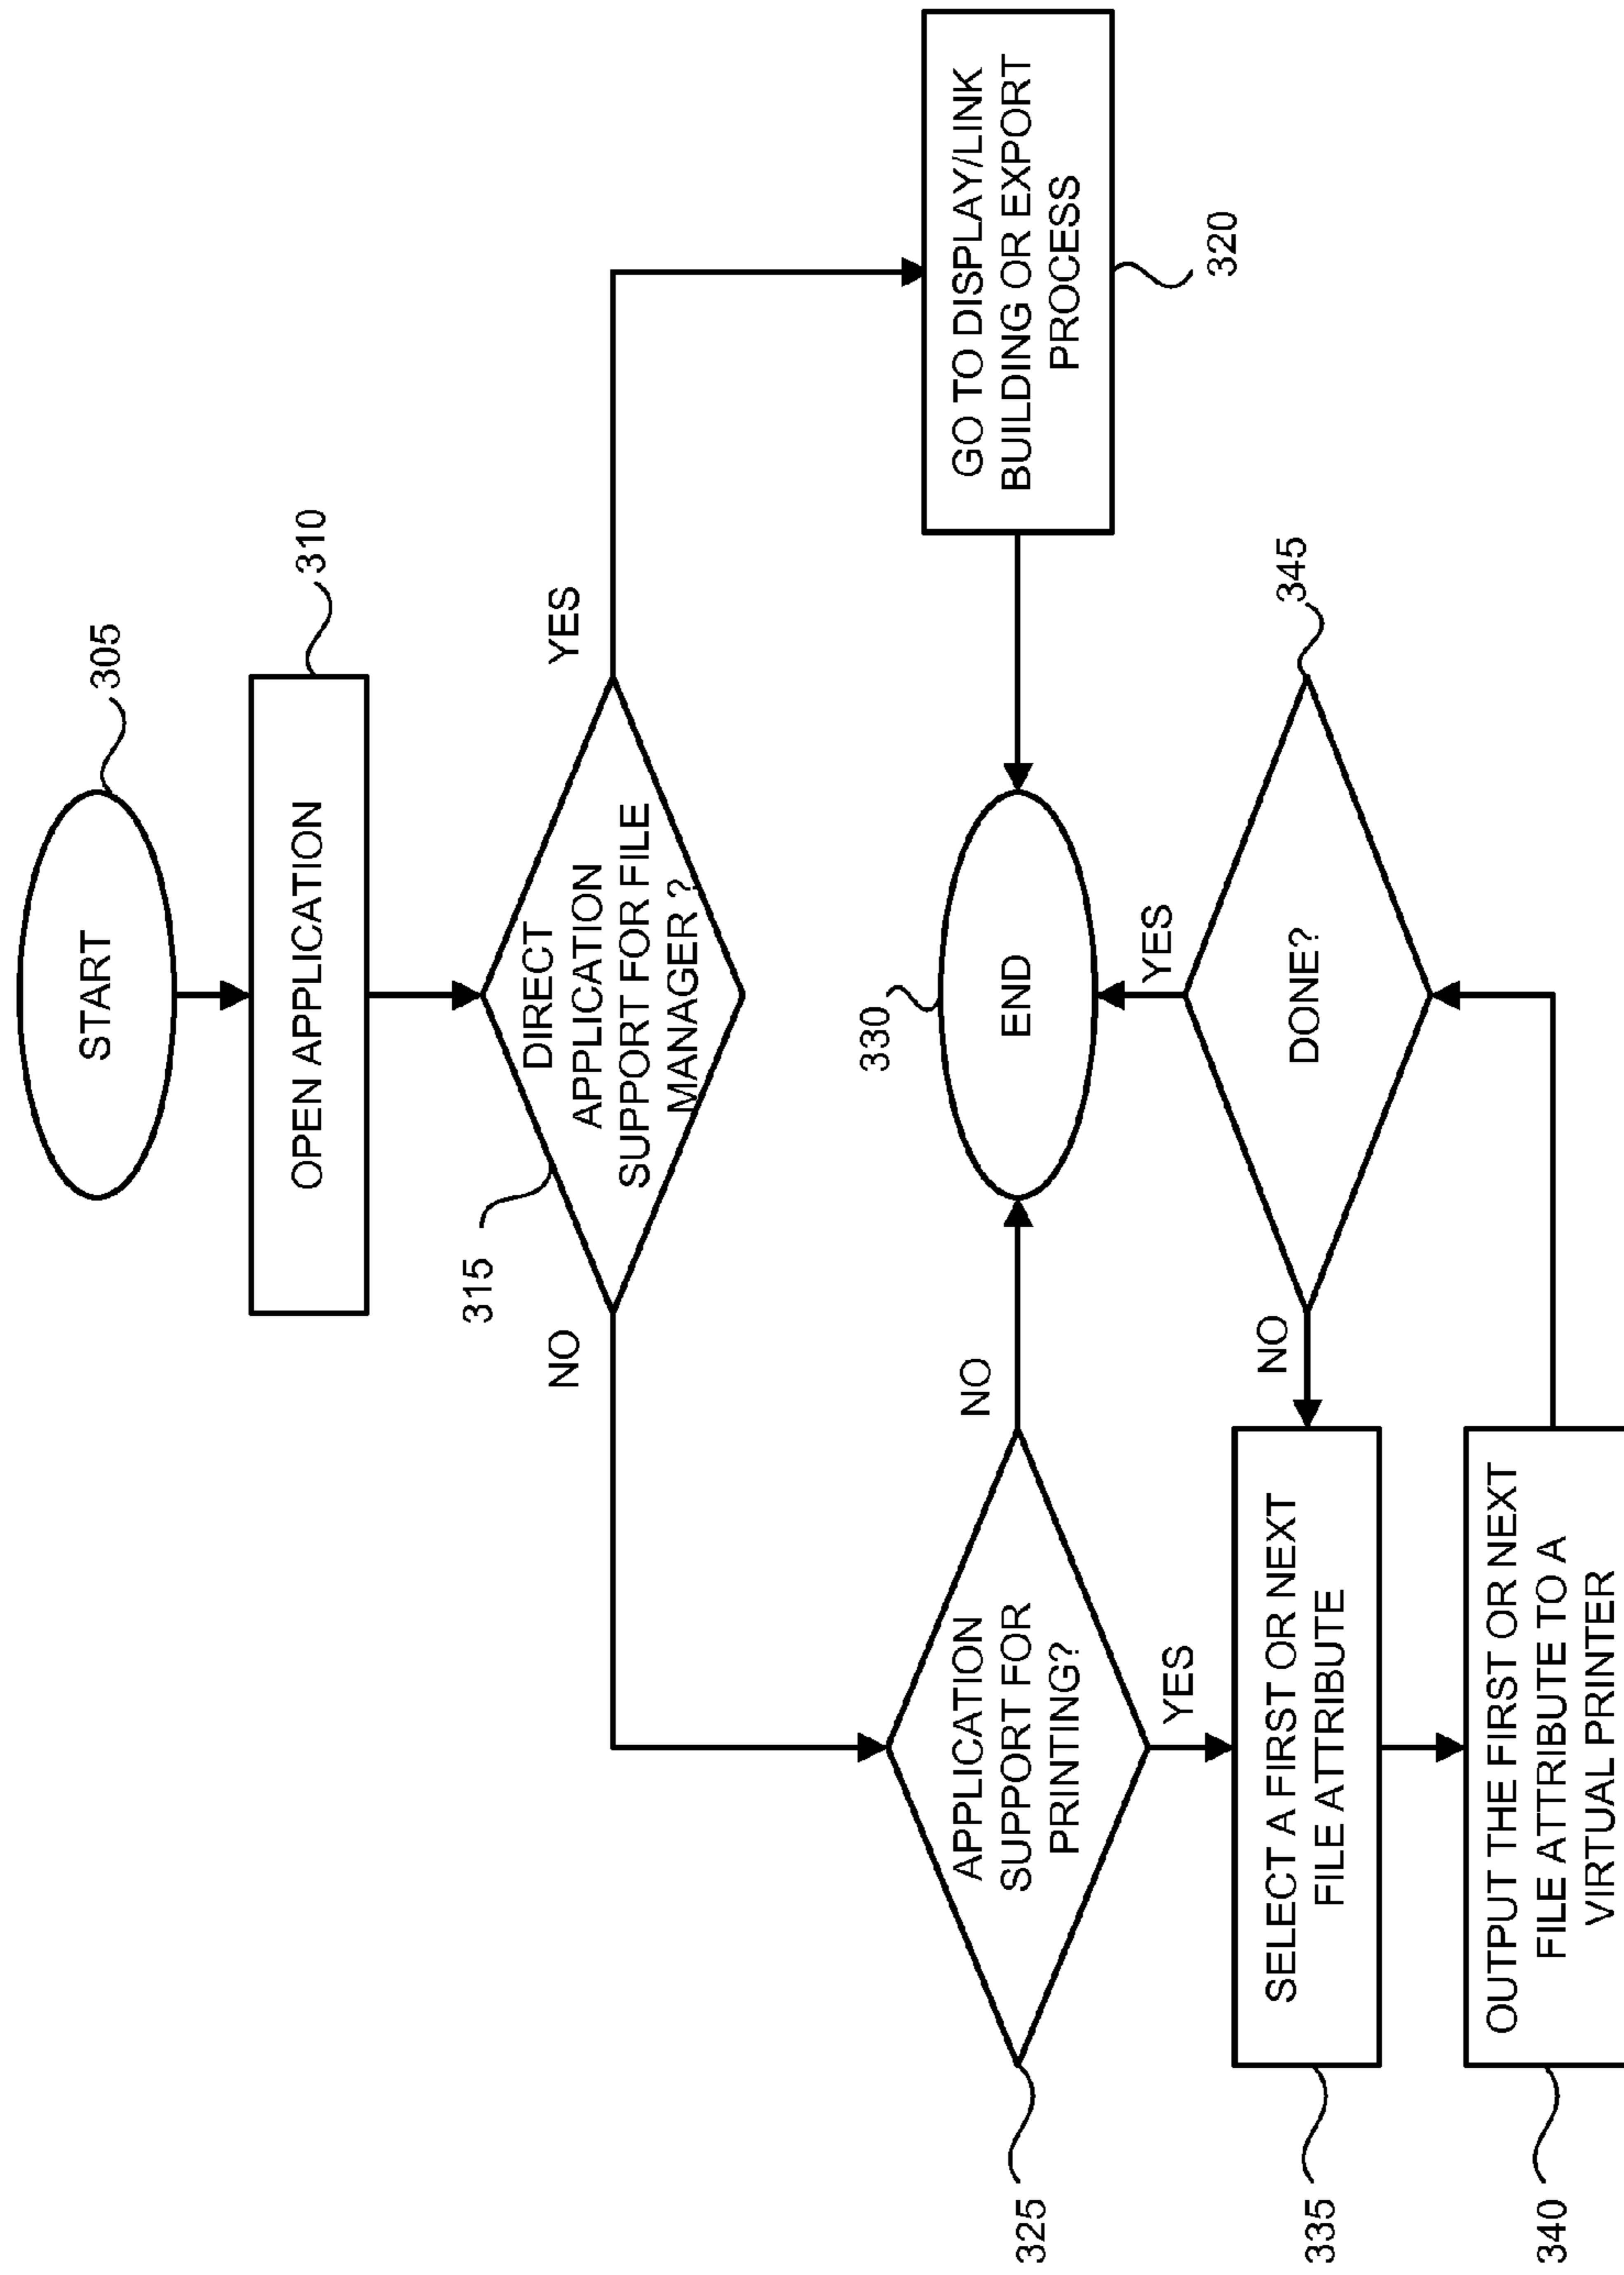 START
305
OPEN APPLICATION
310
DIRECT
APPLICATION
SUPPORT FOR FILE
MANAGER ?
315
NO
YES
GO TO DISPLAY/LINK
BUILDING OR EXPORT
PROCESS
320
APPLICATION
SUPPORT FOR
PRINTING?
325
NO
END
330
YES
YES
SELECT A FIRST OR NEXT
FILE ATTRIBUTE
335
NO
DONE?
345
OUTPUT THE FIRST OR NEXT
FILE ATTRIBUTE TO A
VIRTUAL PRINTER
340